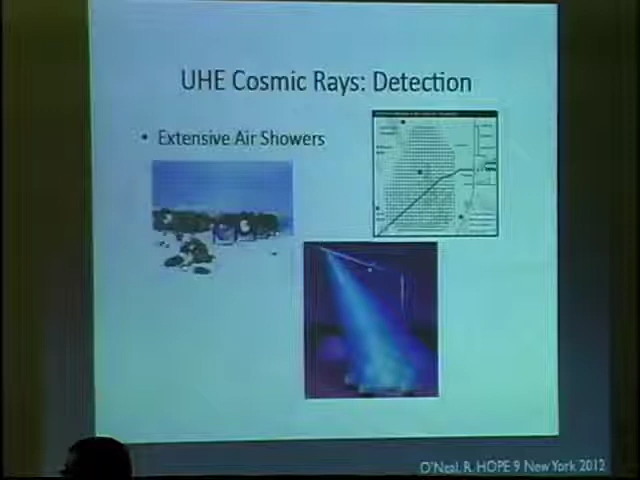 UHE Cosmic Rays: Detection
• Extensive Air Showers
O'Neal, R. HOPE 9 New York 2012